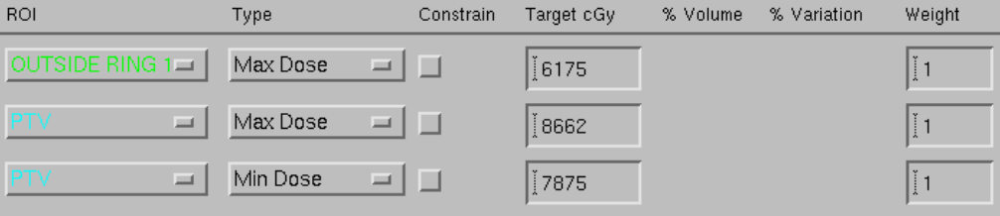 ROI Type Constrain Target cGy % Volume % Variation Weight
OUTSIDE RING 1 Max Dose 6175 1
PTV Max Dose 8662 1
PTV Min Dose 7875 1